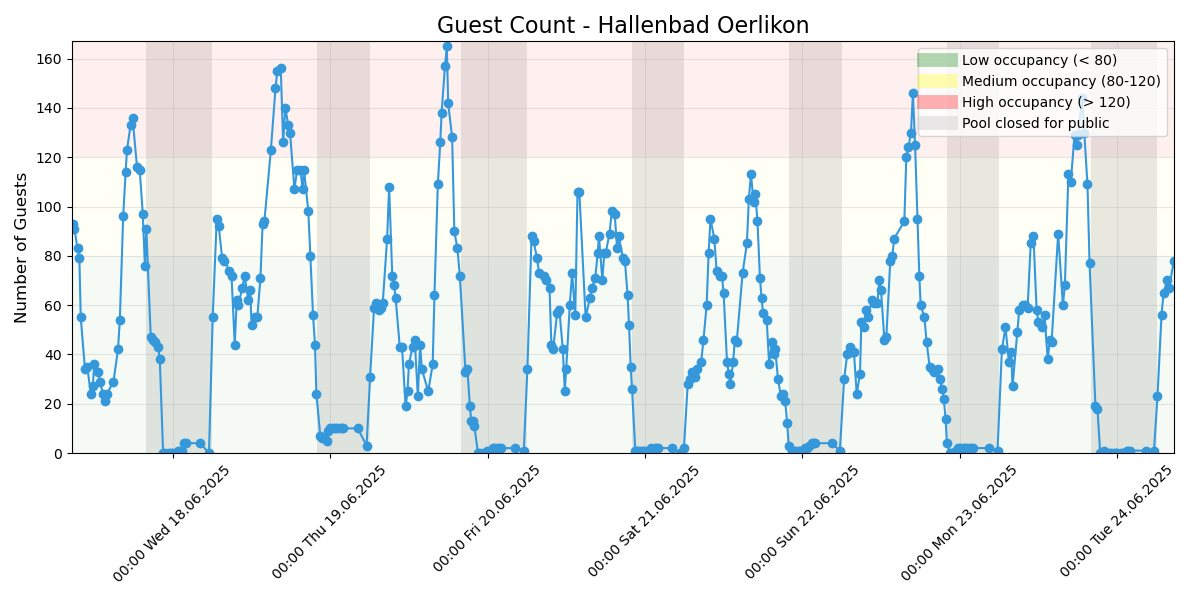 Guest Count - Hallenbad Oerlikon
Number of Guests
160
140
120
100
80
60
40
20
0
Low occupancy (< 80)
Medium occupancy (80-120)
High occupancy (> 120)
Pool closed for public
00:00 Wed 18.06.2025
00:00 Thu 19.06.2025
00:00 Fri 20.06.2025
00:00 Sat 21.06.2025
00:00 Sun 22.06.2025
00:00 Mon 23.06.2025
00:00 Tue 24.06.2025